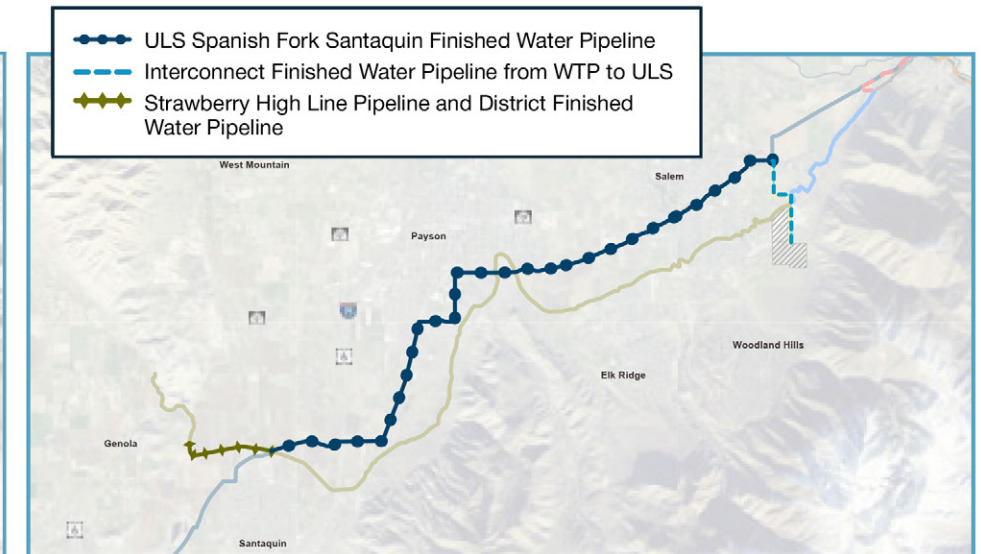 ULS Spanish Fork Santaquin Finished Water Pipeline
Interconnect Finished Water Pipeline from WTP to ULS
Strawberry High Line Pipeline and District Finished
Water Pipeline
West Mountain
Salem
Payson
Woodland Hills
Elk Ridge
Genola
Santaquin